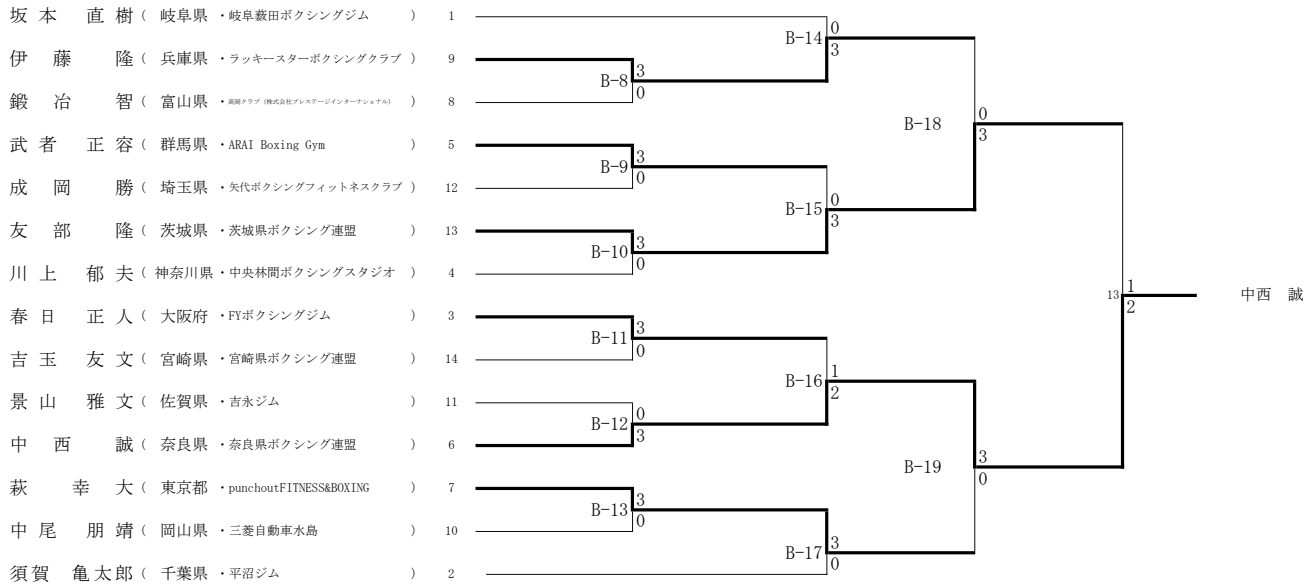 坂本 直樹 ( 岐阜県 ・岐阜薮田ボクシングジム ) 1
伊藤 隆 ( 兵庫県 ・ラッキースターボクシングクラブ ) 9
鍛冶 智 ( 富山県 ・高岡クラブ（株式会社プレステージインターナショナル） ) 8
武者 正容 ( 群馬県 ・ARAI Boxing Gym ) 5
成岡 勝 ( 埼玉県 ・矢代ボクシングフィットネスクラブ ) 12
友部 隆 ( 茨城県 ・茨城県ボクシング連盟 ) 13
川上 郁夫 ( 神奈川県 ・中央林間ボクシングスタジオ ) 4
春日 正人 ( 大阪府 ・FYボクシングジム ) 3
吉玉 友文 ( 宮崎県 ・宮崎県ボクシング連盟 ) 14
景山 雅文 ( 佐賀県 ・吉永ジム ) 11
中西 誠 ( 奈良県 ・奈良県ボクシング連盟 ) 6
萩 幸大 ( 東京都 ・punchoutFITNESS&BOXING ) 7
中尾 朋靖 ( 岡山県 ・三菱自動車水島 ) 10
須賀 亀太郎 ( 千葉県 ・平沼ジム ) 2
B-8 3 0
B-9 3 0
B-10 3 0
B-11 3 0
B-12 0 3
B-13 3 0
B-14 0 3
B-15 0 3
B-16 1 2
B-17 3 0
B-18 0 3
B-19 3 0
13 1 2
中西 誠